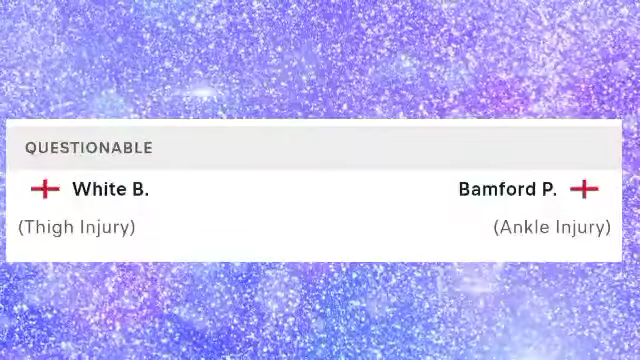 QUESTIONABLE
White B. Bamford P.
(Thigh Injury) (Ankle Injury)